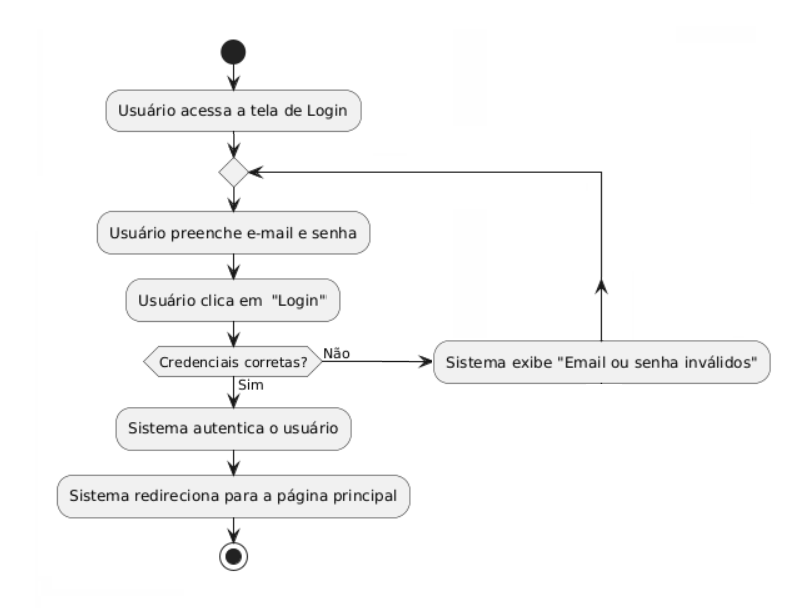 Usuário acessa a tela de Login
Usuário preenche e-mail e senha
Usuário clica em "Login"
Credenciais corretas?
Não
Sistema exibe "Email ou senha inválidos"
Sim
Sistema autentica o usuário
Sistema redireciona para a página principal